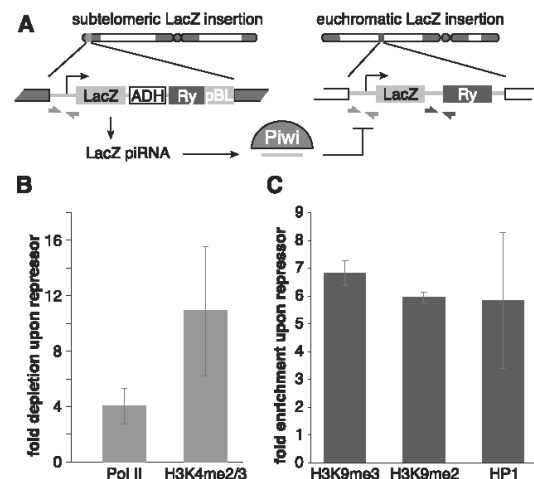 A
subtelomeric LacZ insertion
euchromatic LacZ insertion
LacZ ADH Ry pBL
LacZ Ry
LacZ piRNA
Piwi
B
fold depletion upon repressor
16
12
8
4
0
Pol II H3K4me2/3
C
fold enrichment upon repressor
9
8
7
6
5
4
3
2
1
0
H3K9me3 H3K9me2 HP1